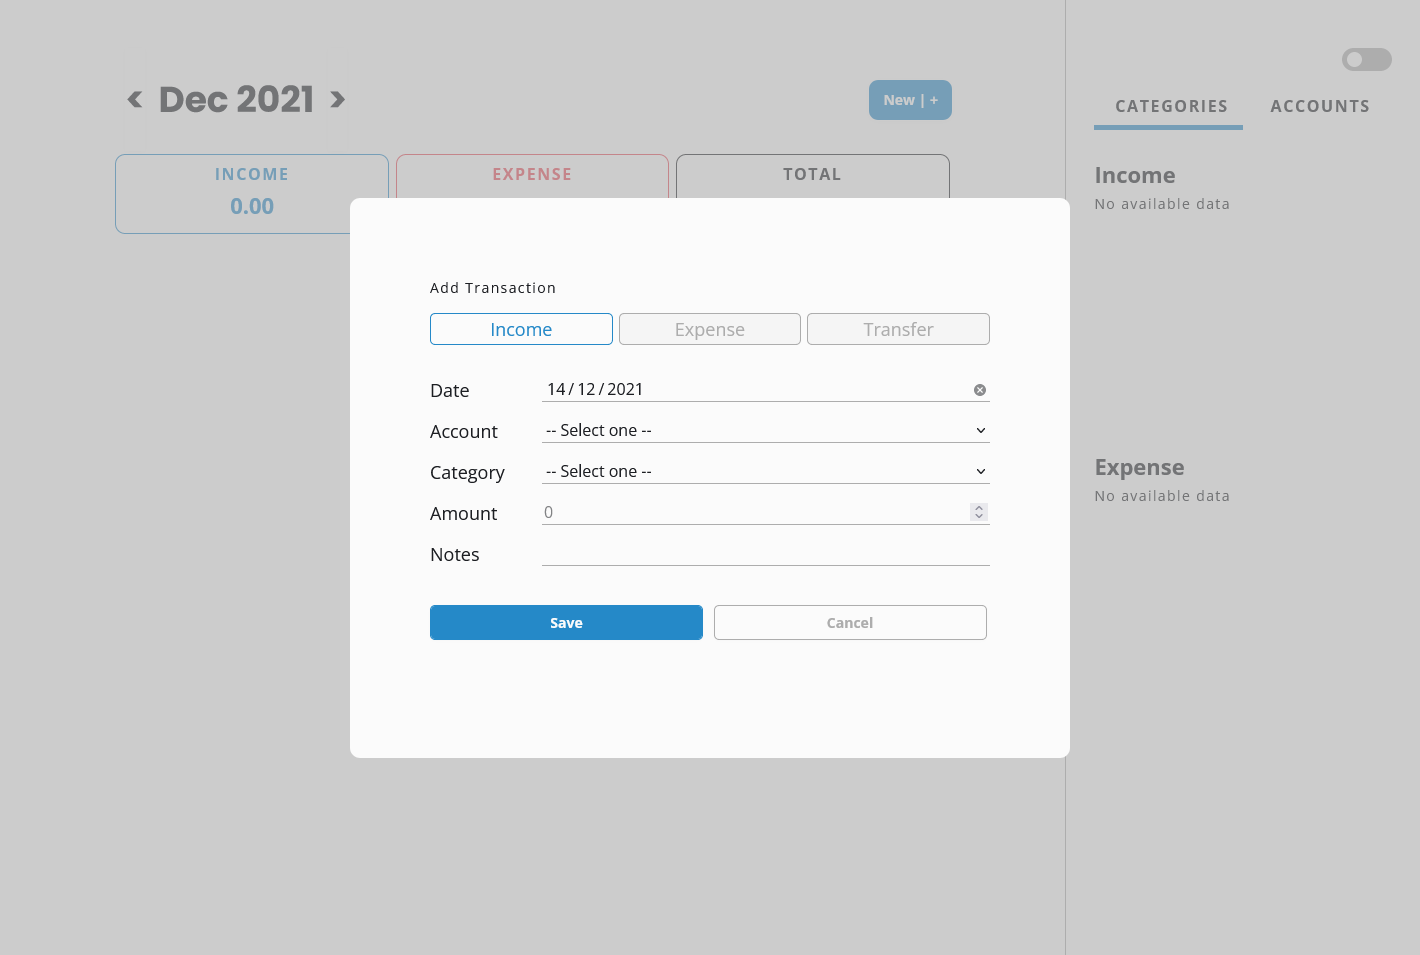 < Dec 2021 >
New | +
INCOME
0.00
EXPENSE
TOTAL
CATEGORIES ACCOUNTS
Income
No available data
Expense
No available data
Add Transaction
Income Expense Transfer
Date 14 / 12 / 2021
Account -- Select one --
Category -- Select one --
Amount 0
Notes
Save Cancel